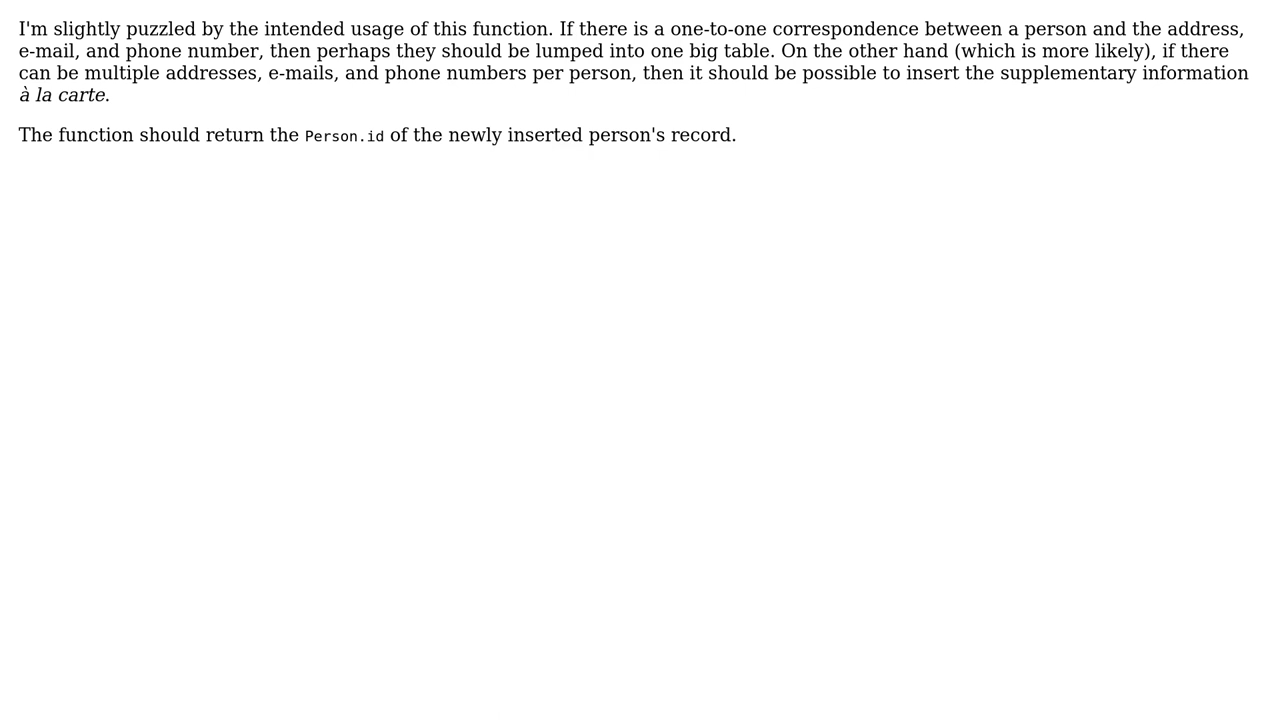 I'm slightly puzzled by the intended usage of this function. If there is a one-to-one correspondence between a person and the address,
e-mail, and phone number, then perhaps they should be lumped into one big table. On the other hand (which is more likely), if there
can be multiple addresses, e-mails, and phone numbers per person, then it should be possible to insert the supplementary information
à la carte.
The function should return the Person.id of the newly inserted person's record.